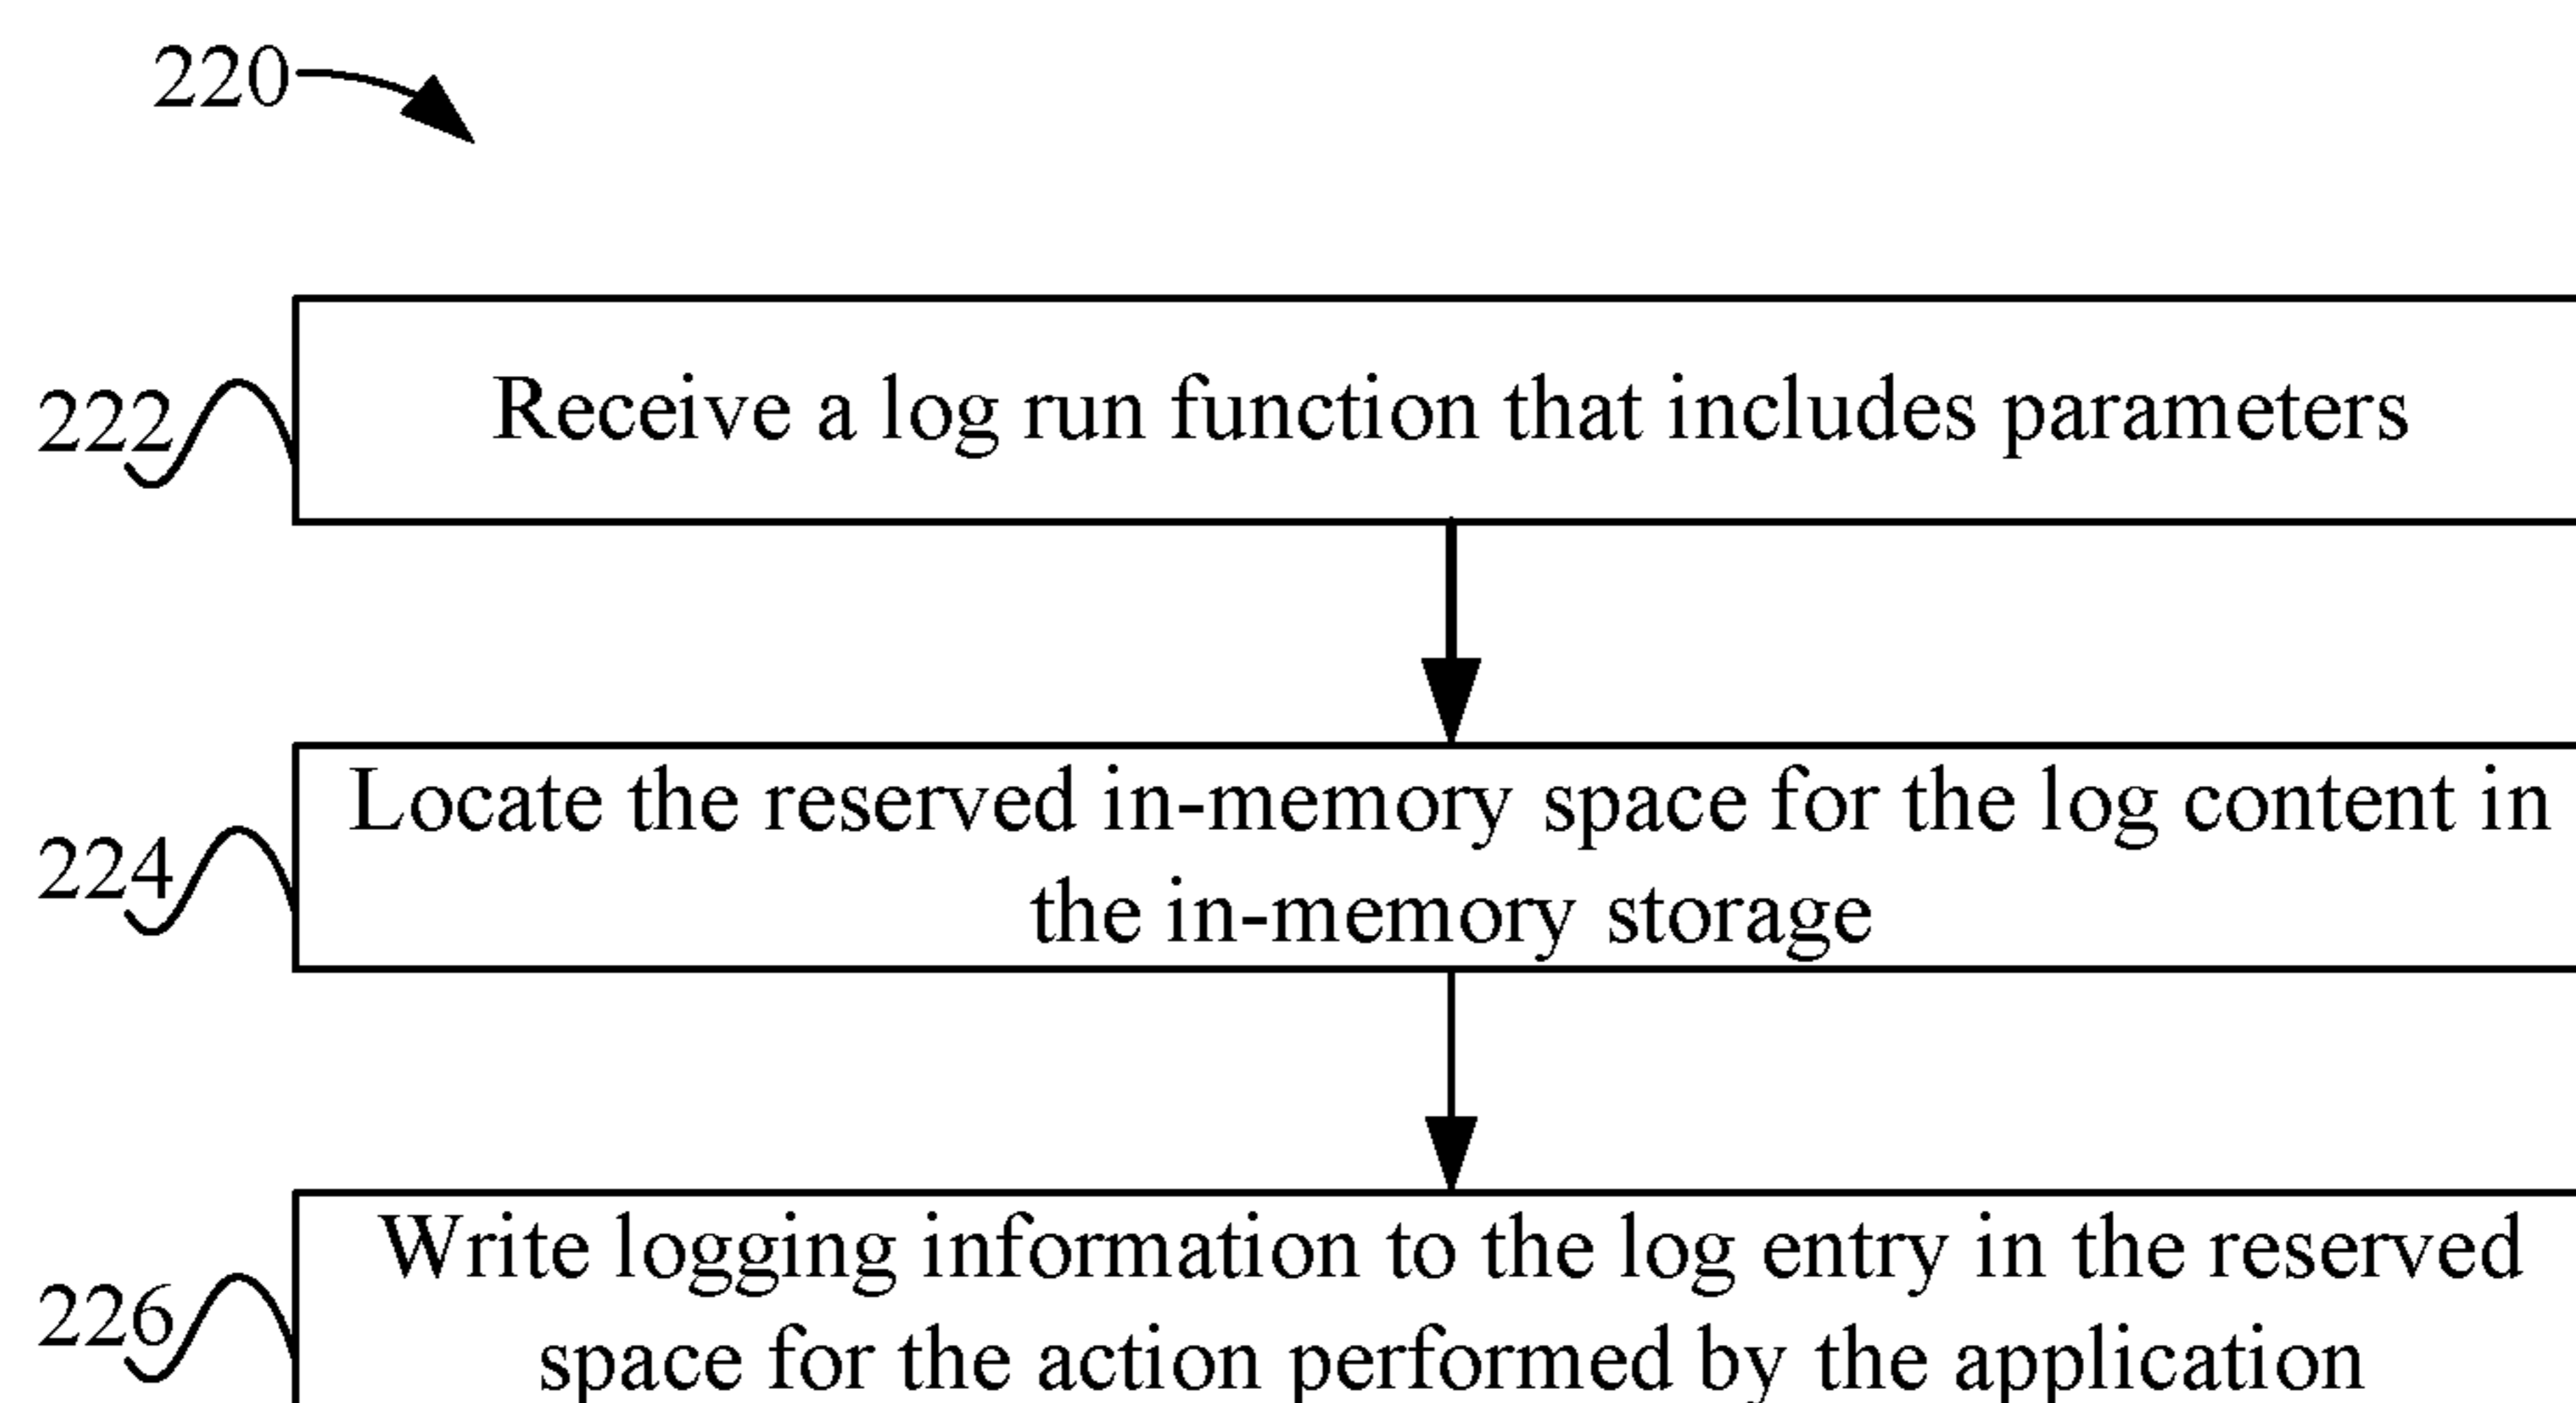 220
222
Receive a log run function that includes parameters
224
Locate the reserved in-memory space for the log content in
the in-memory storage
226
Write logging information to the log entry in the reserved
space for the action performed by the application